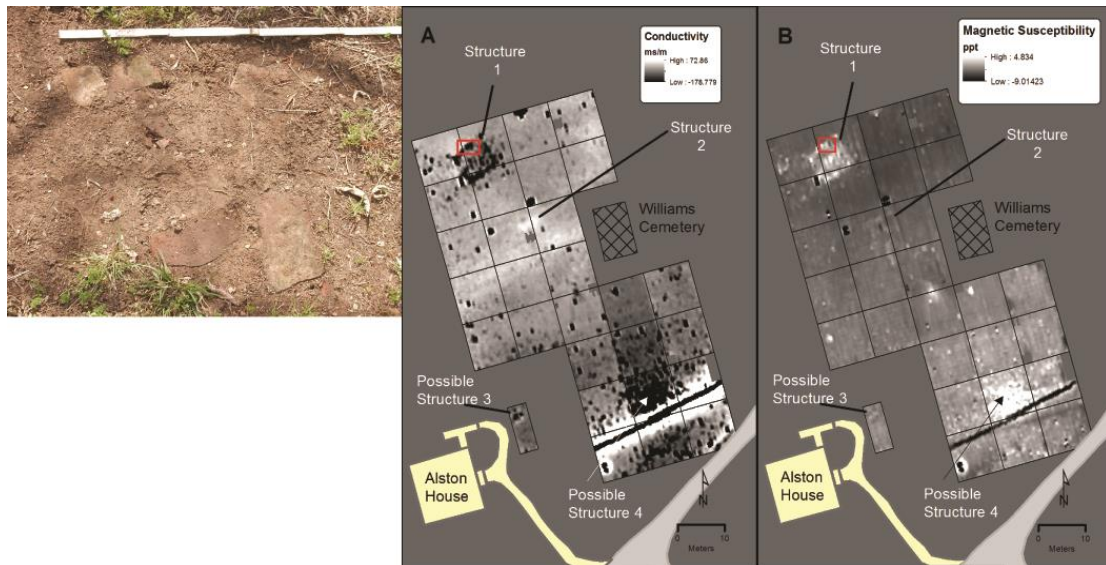 A
Conductivity
ms/m
High : 72.86
Low : -178.779
Structure
1
Structure
2
Williams
Cemetery
Possible
Structure 3
Alston
House
Possible
Structure 4
N
0 10
Meters
B
Magnetic Susceptibility
ppt
High : 4.834
Low : -9.01423
Structure
1
Structure
2
Williams
Cemetery
Possible
Structure 3
Alston
House
Possible
Structure 4
N
0 10
Meters